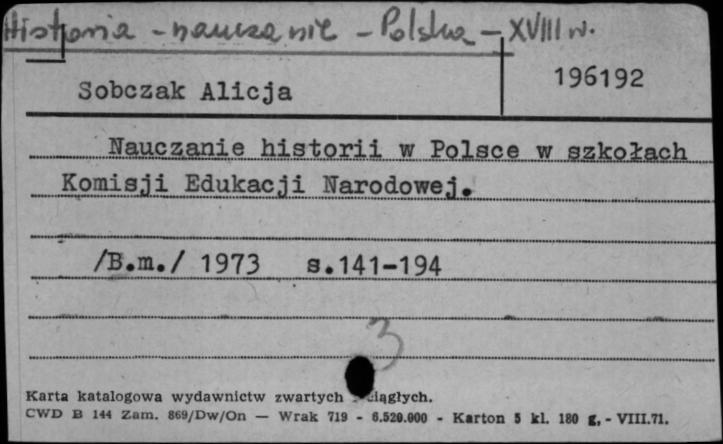 Historia - nauczanie - Polska - XVIII w.
196192
Sobczak Alicja
Nauczanie historii w Polsce w szkołach
Komisji Edukacji Narodowej.
/B.m./ 1973 s.141-194
3
Karta katalogowa wydawnictw zwartych ciągłych.
CWD B 144 Zam. 869/Dw/On — Wrak 719 - 6.520.000 - Karton 5 kl. 180 g, - VIII.71.